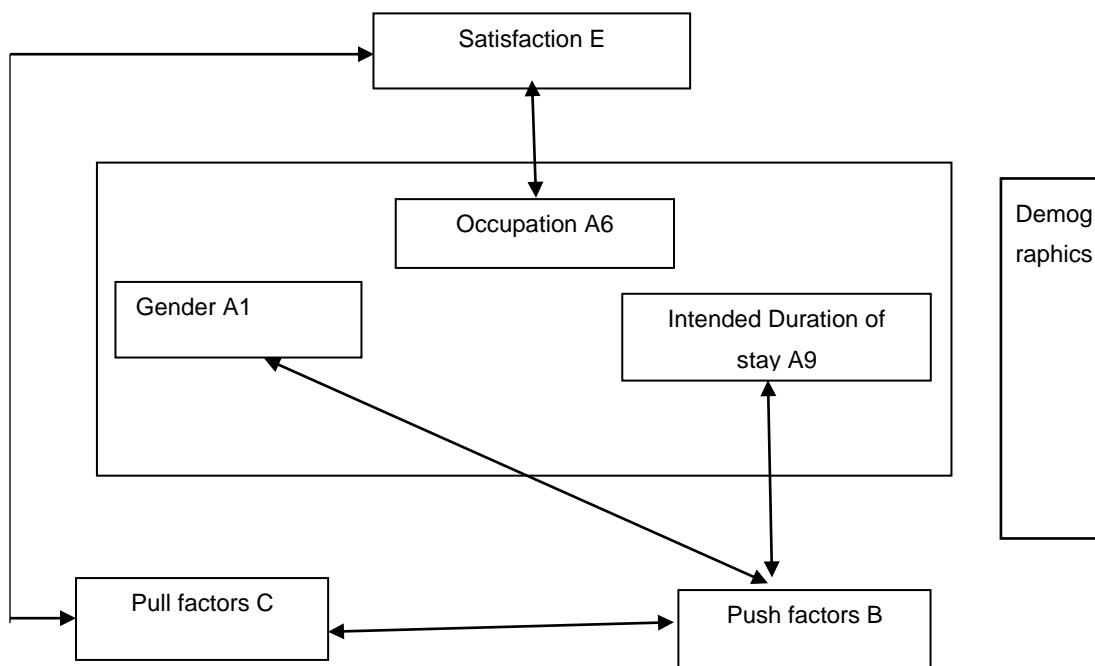 Satisfaction E
Occupation A6
Demog
raphics
Gender A1
Intended Duration of
stay A9
Pull factors C
Push factors B